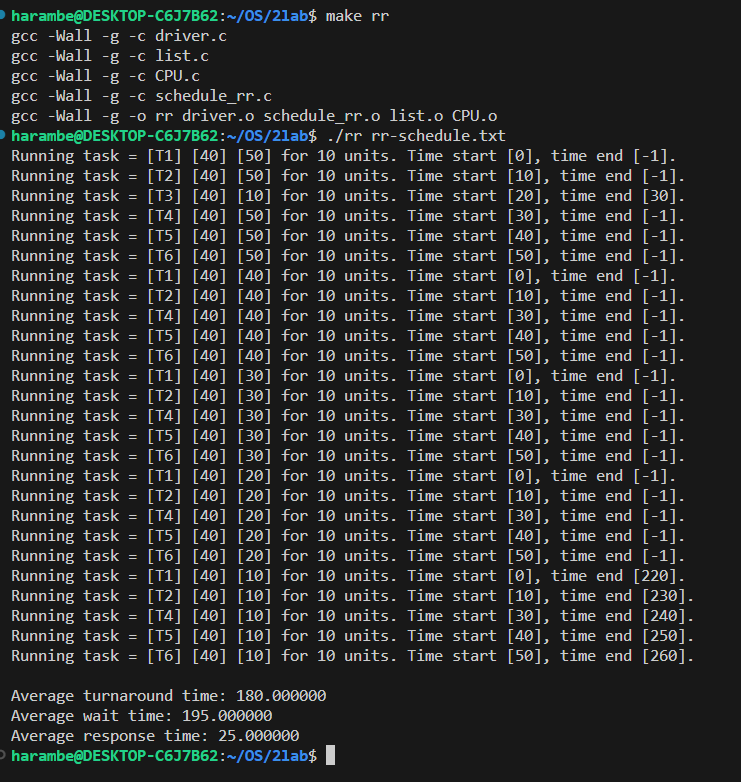 harambe@DESKTOP-C6J7B62:~/OS/2lab$ make rr
gcc -Wall -g -c driver.c
gcc -Wall -g -c list.c
gcc -Wall -g -c CPU.c
gcc -Wall -g -c schedule_rr.c
gcc -Wall -g -o rr driver.o schedule_rr.o list.o CPU.o
harambe@DESKTOP-C6J7B62:~/OS/2lab$ ./rr rr-schedule.txt
Running task = [T1] [40] [50] for 10 units. Time start [0], time end [-1].
Running task = [T2] [40] [50] for 10 units. Time start [10], time end [-1].
Running task = [T3] [40] [10] for 10 units. Time start [20], time end [30].
Running task = [T4] [40] [50] for 10 units. Time start [30], time end [-1].
Running task = [T5] [40] [50] for 10 units. Time start [40], time end [-1].
Running task = [T6] [40] [50] for 10 units. Time start [50], time end [-1].
Running task = [T1] [40] [40] for 10 units. Time start [0], time end [-1].
Running task = [T2] [40] [40] for 10 units. Time start [10], time end [-1].
Running task = [T4] [40] [40] for 10 units. Time start [30], time end [-1].
Running task = [T5] [40] [40] for 10 units. Time start [40], time end [-1].
Running task = [T6] [40] [40] for 10 units. Time start [50], time end [-1].
Running task = [T1] [40] [30] for 10 units. Time start [0], time end [-1].
Running task = [T2] [40] [30] for 10 units. Time start [10], time end [-1].
Running task = [T4] [40] [30] for 10 units. Time start [30], time end [-1].
Running task = [T5] [40] [30] for 10 units. Time start [40], time end [-1].
Running task = [T6] [40] [30] for 10 units. Time start [50], time end [-1].
Running task = [T1] [40] [20] for 10 units. Time start [0], time end [-1].
Running task = [T2] [40] [20] for 10 units. Time start [10], time end [-1].
Running task = [T4] [40] [20] for 10 units. Time start [30], time end [-1].
Running task = [T5] [40] [20] for 10 units. Time start [40], time end [-1].
Running task = [T6] [40] [20] for 10 units. Time start [50], time end [-1].
Running task = [T1] [40] [10] for 10 units. Time start [0], time end [220].
Running task = [T2] [40] [10] for 10 units. Time start [10], time end [230].
Running task = [T4] [40] [10] for 10 units. Time start [30], time end [240].
Running task = [T5] [40] [10] for 10 units. Time start [40], time end [250].
Running task = [T6] [40] [10] for 10 units. Time start [50], time end [260].
Average turnaround time: 180.000000
Average wait time: 195.000000
Average response time: 25.000000
harambe@DESKTOP-C6J7B62:~/OS/2lab$